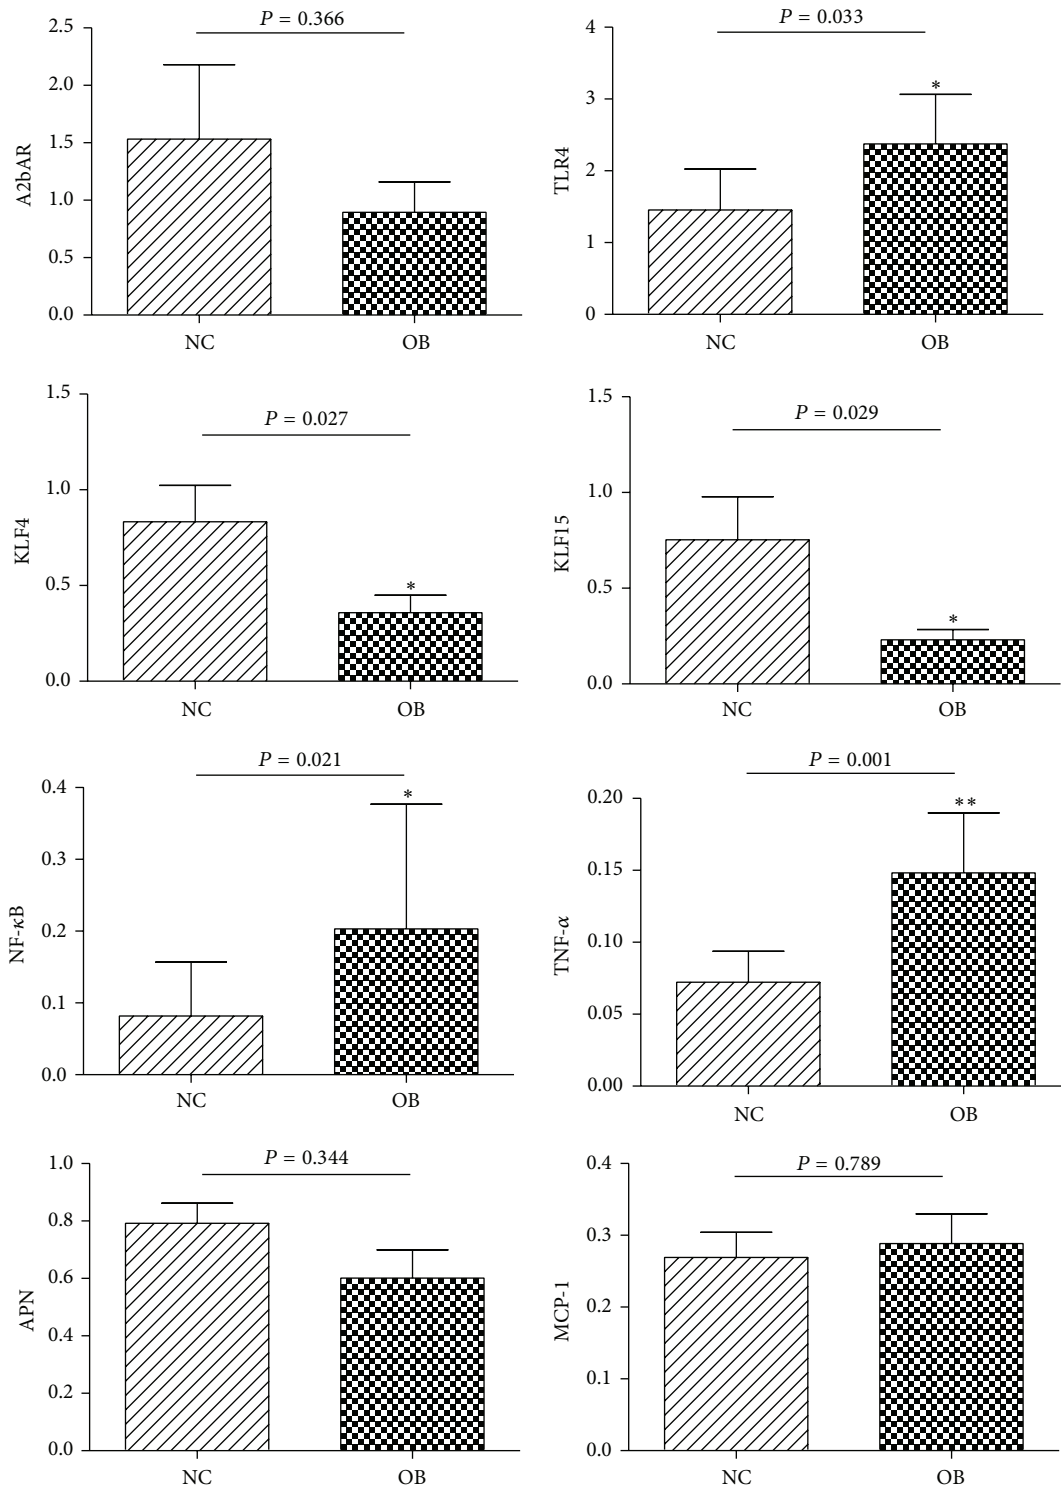 P = 0.366
2.5
2.0
1.5
1.0
0.5
0.0
A2bAR
NC
OB
P = 0.033
4
3
2
1
0
TLR4
*
NC
OB
P = 0.027
1.5
1.0
0.5
0.0
KLF4
*
NC
OB
P = 0.029
1.5
1.0
0.5
0.0
KLF15
*
NC
OB
P = 0.021
0.4
0.3
0.2
0.1
0.0
NF-κB
*
NC
OB
P = 0.001
0.20
0.15
0.10
0.05
0.00
TNF-α
**
NC
OB
P = 0.344
1.0
0.8
0.6
0.4
0.2
0.0
APN
NC
OB
P = 0.789
0.4
0.3
0.2
0.1
0.0
MCP-1
NC
OB